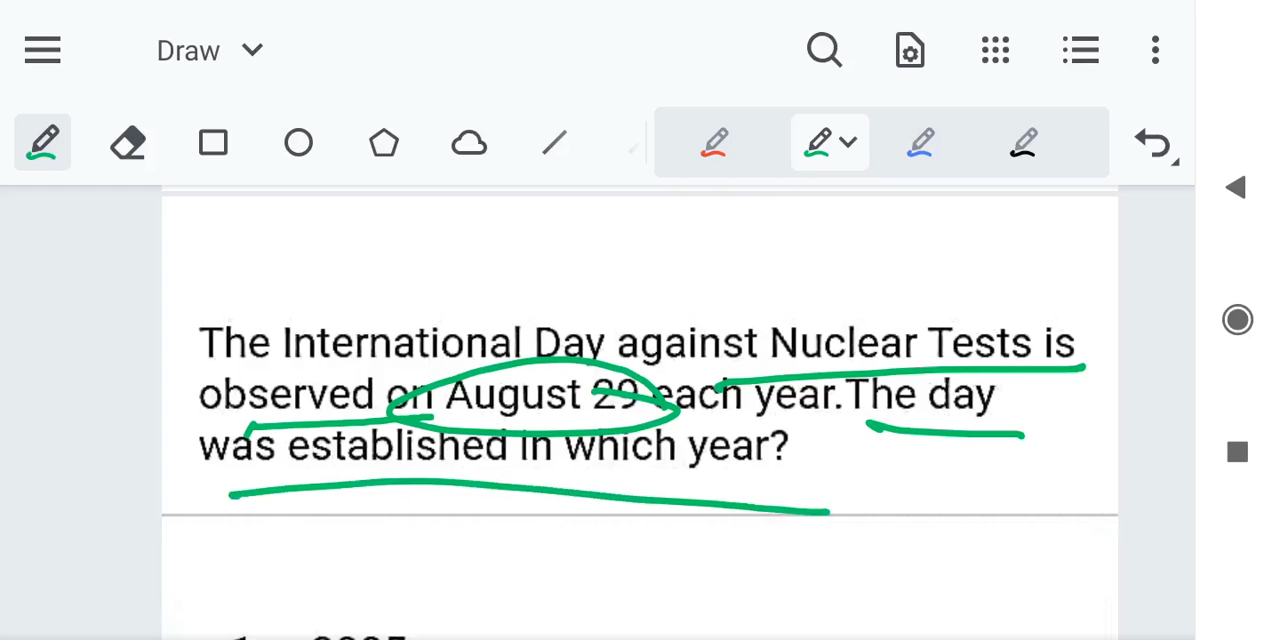 Draw
The International Day against Nuclear Tests is
observed on August 29 each year.The day
was established in which year?